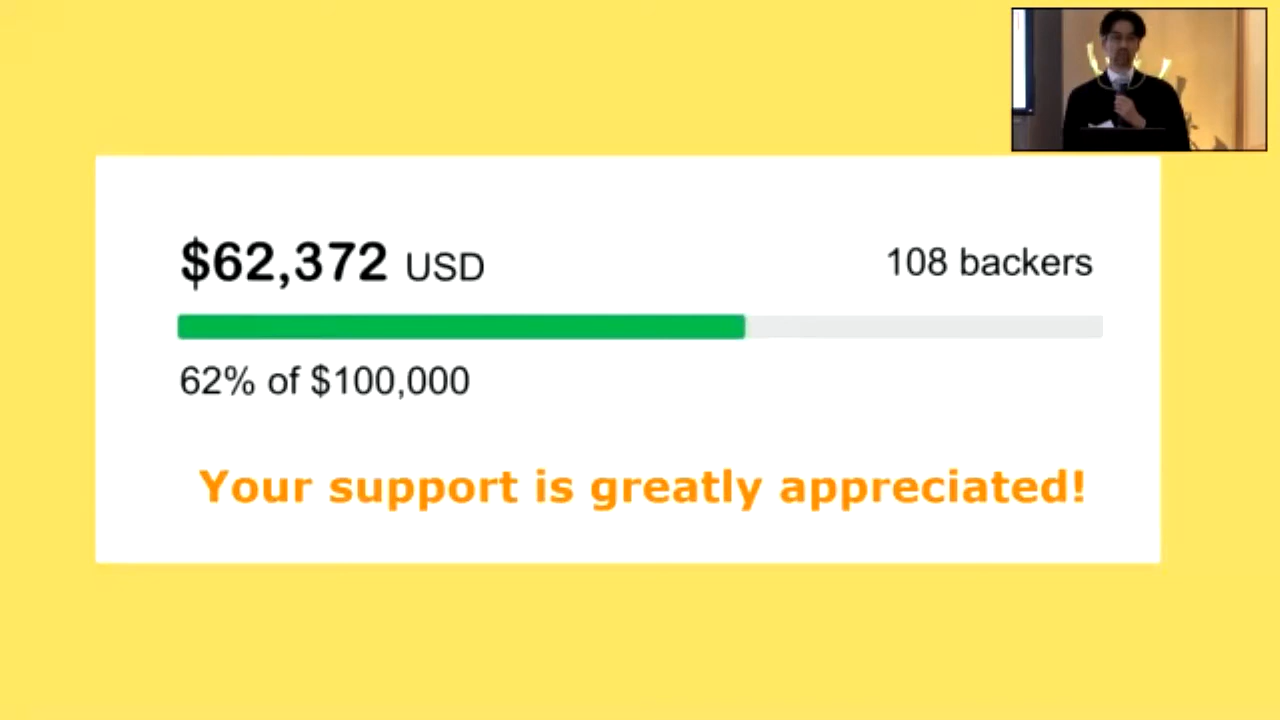 $62,372 USD
108 backers
62% of $100,000
Your support is greatly appreciated!